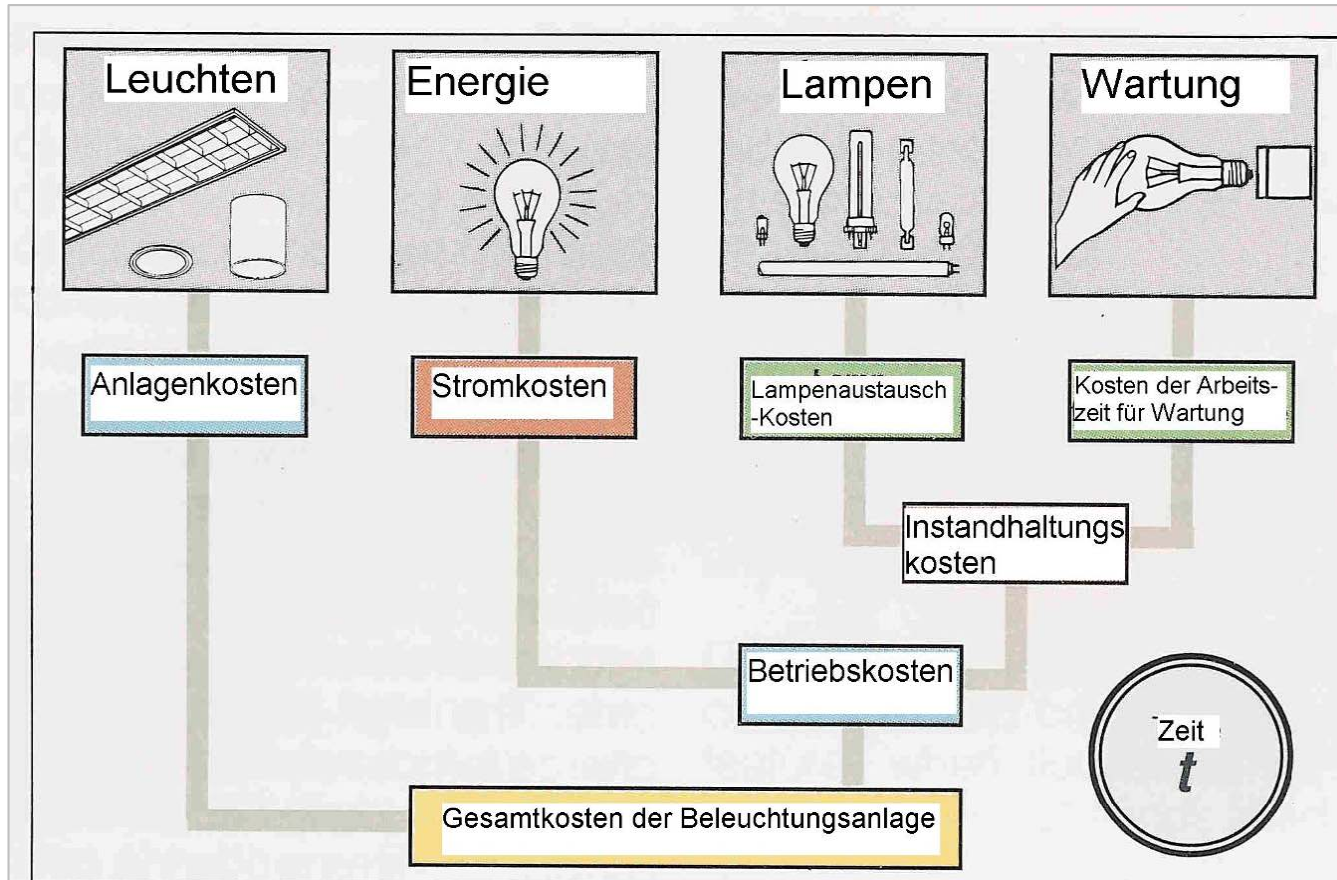 Leuchten
Energie
Lampen
Wartung
Anlagenkosten
Stromkosten
Lampenaustausch
-Kosten
Kosten der Arbeits-
zeit für Wartung
Instandhaltungs
kosten
Betriebskosten
Zeit
t
Gesamtkosten der Beleuchtungsanlage